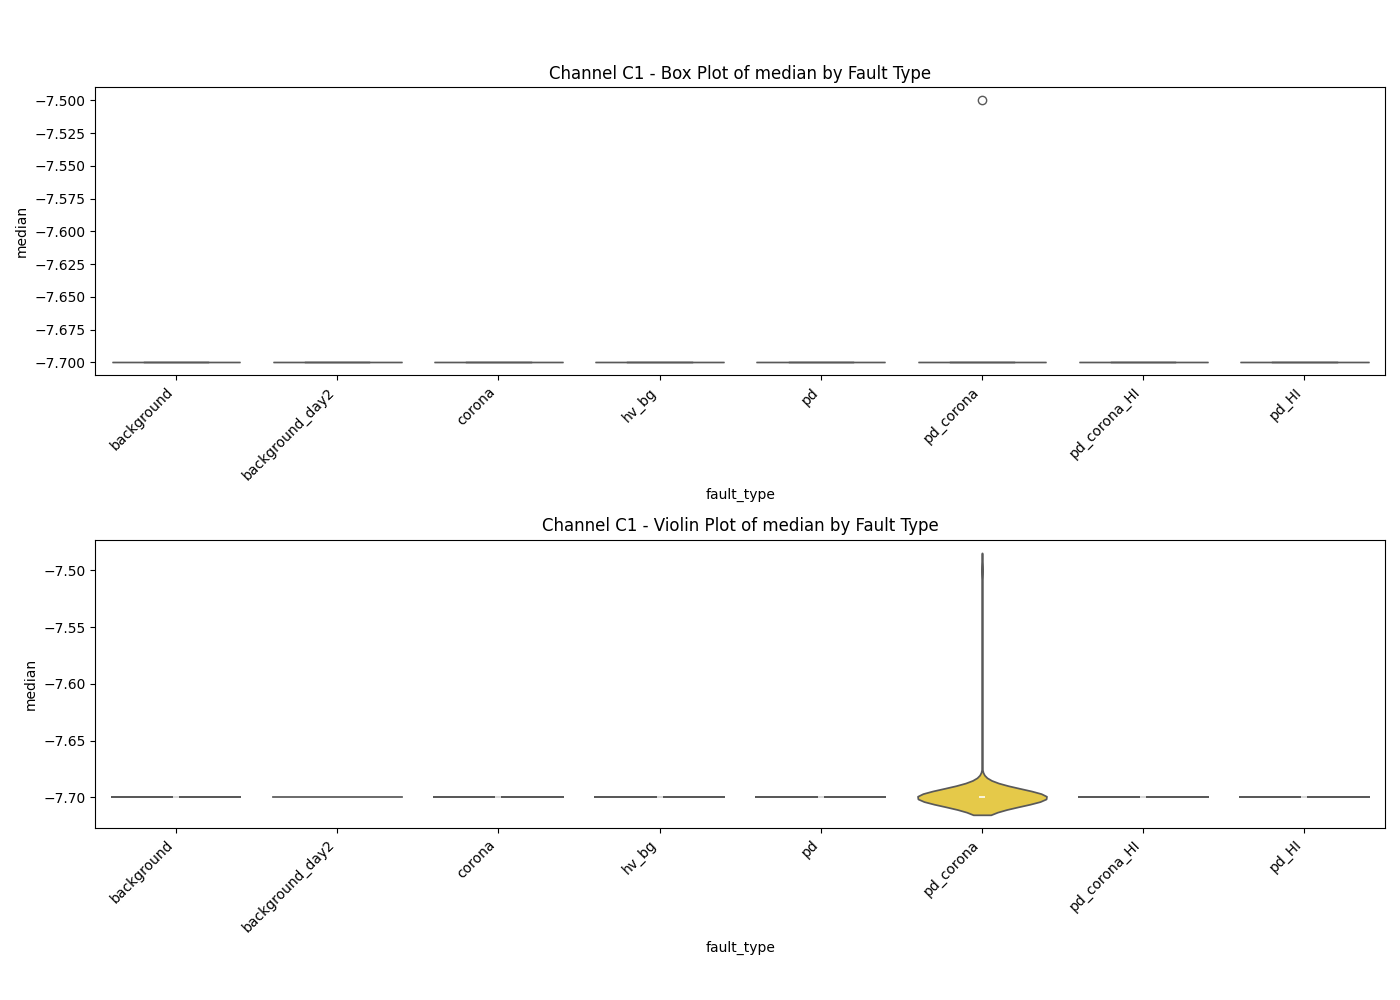 Channel C1 - Box Plot of median by Fault Type
−7.500
−7.525
−7.550
−7.575
−7.600
−7.625
−7.650
−7.675
−7.700
median
background
background_day2
corona
hv_bg
pd
pd_corona
pd_corona_HI
pd_HI
fault_type
Channel C1 - Violin Plot of median by Fault Type
−7.50
−7.55
−7.60
−7.65
−7.70
median
background
background_day2
corona
hv_bg
pd
pd_corona
pd_corona_HI
pd_HI
fault_type